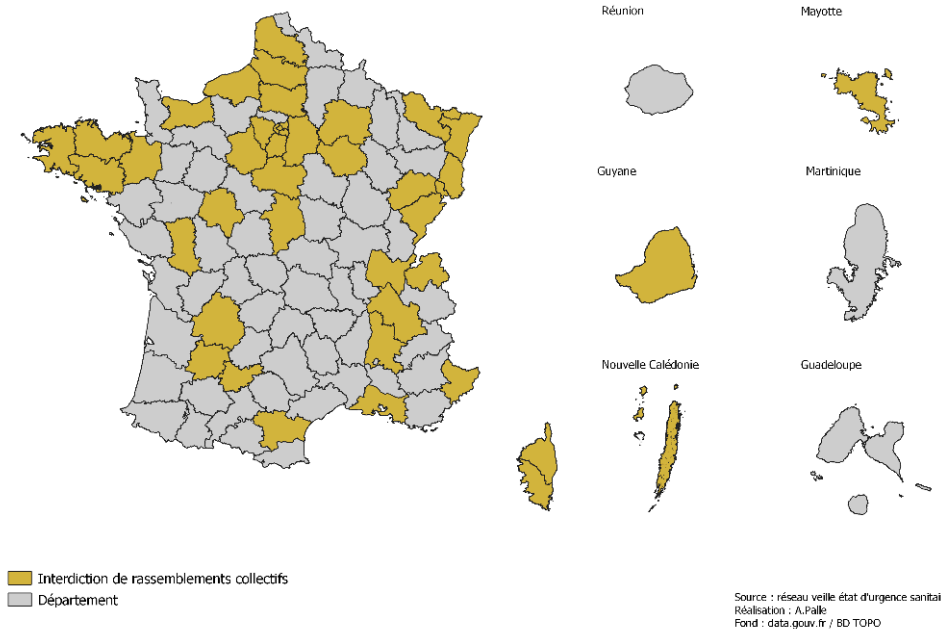 Réunion
Mayotte
Guyane
Martinique
Nouvelle Calédonie
Guadeloupe
Interdiction de rassemblements collectifs
Département
Source : réseau veille état d'urgence sanitai
Réalisation : A.Palle
Fond : data.gouv.fr / BD TOPO